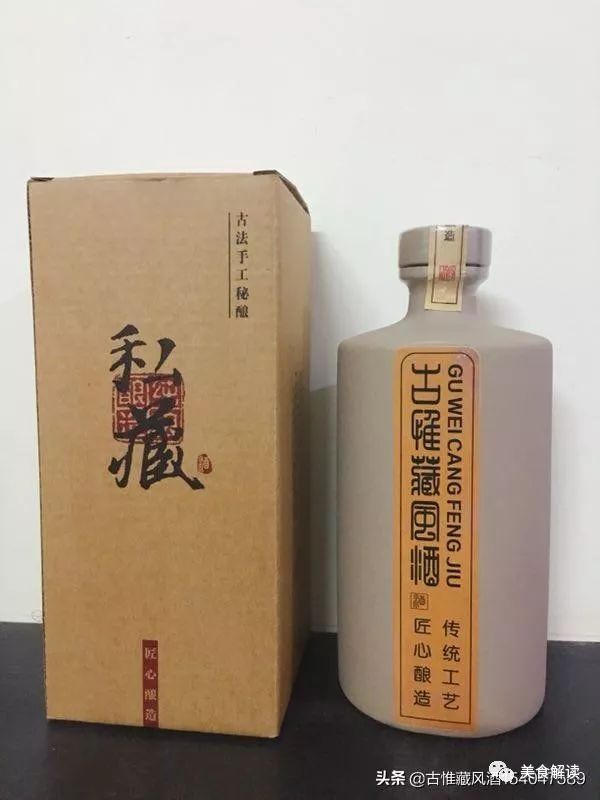 古法手工秘酿
私藏
酒
匠心酿造
造
古惟藏风酒
GU WEI CANG FENG JIU
传统工艺
匠心酿造
头条 @古惟藏风酒
美食解读